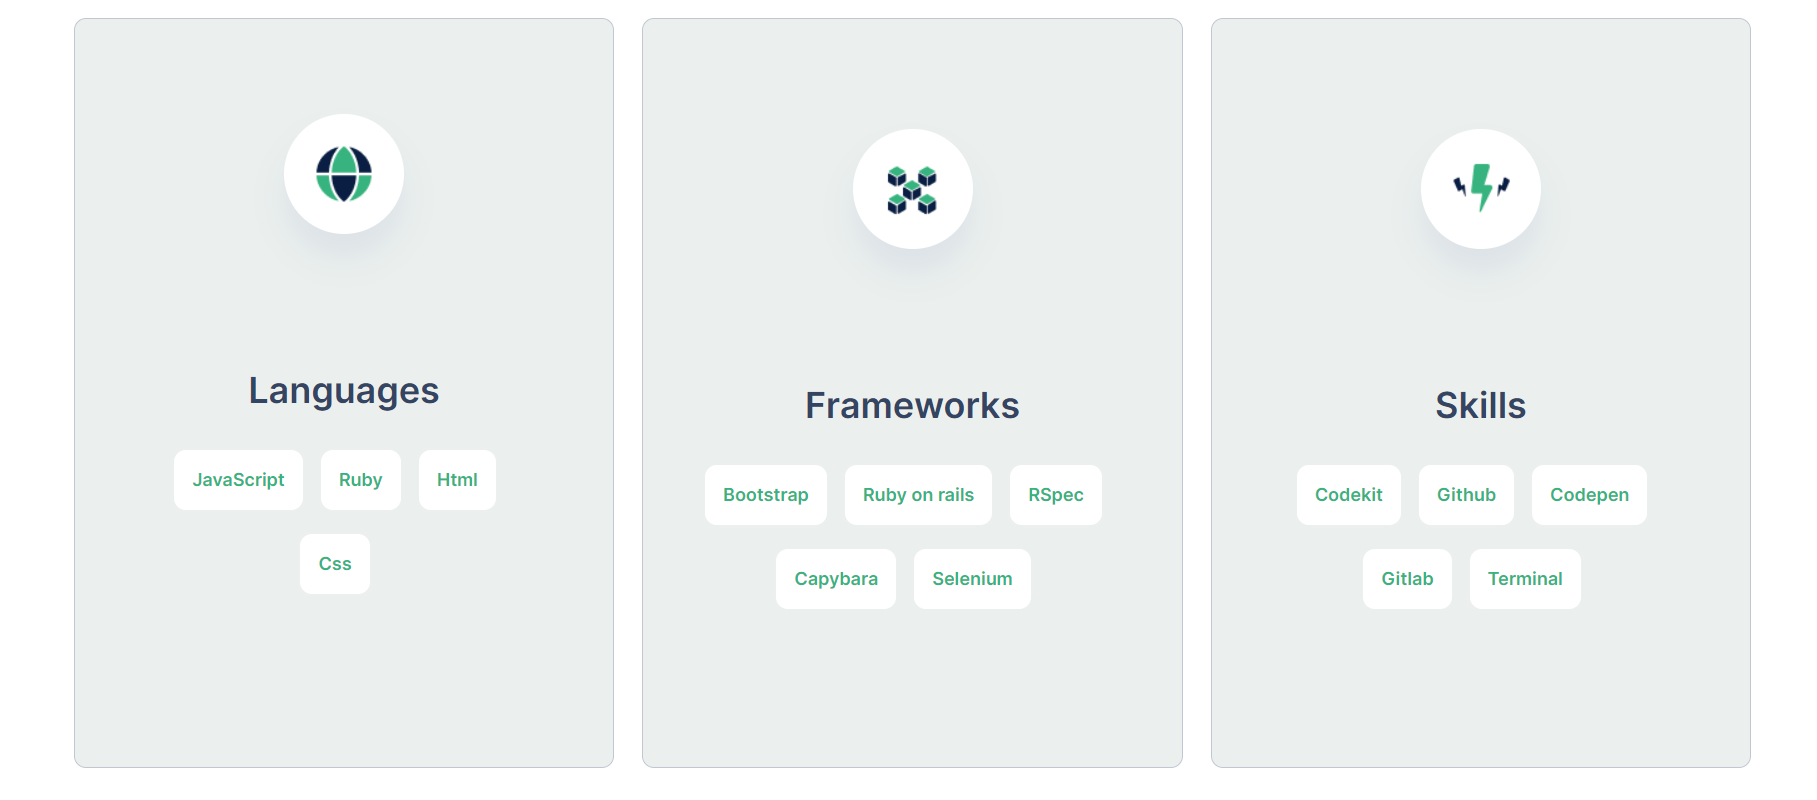 Languages
JavaScript Ruby Html
Css
Frameworks
Bootstrap Ruby on rails RSpec
Capybara Selenium
Skills
Codekit Github Codepen
Gitlab Terminal